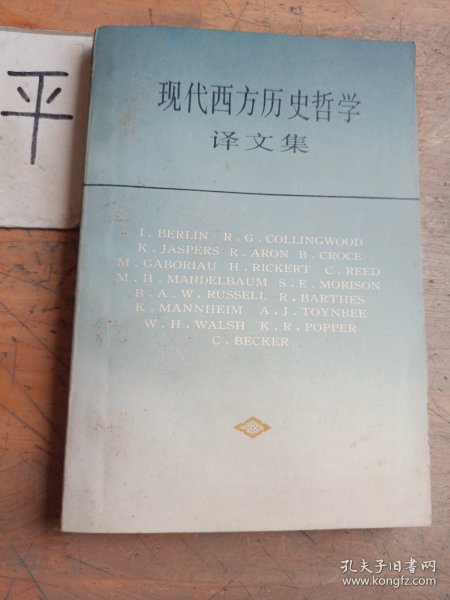 平
现代西方历史哲学
译文集
I . BERLIN R . G . COLLINGWOOD
K . JASPERS R . ARON B . CROCE
M . GABORIAU H . RICKERT C . REED
M . H . MANDELBAUM S . E . MORISON
B . A . W . RUSSELL R . BARTHES
K . MANNHEIM A . J . TOYNBEE
W . H . WALSH K . R . POPPER
C . BECKER
孔夫子旧书网
www.kongfz.com